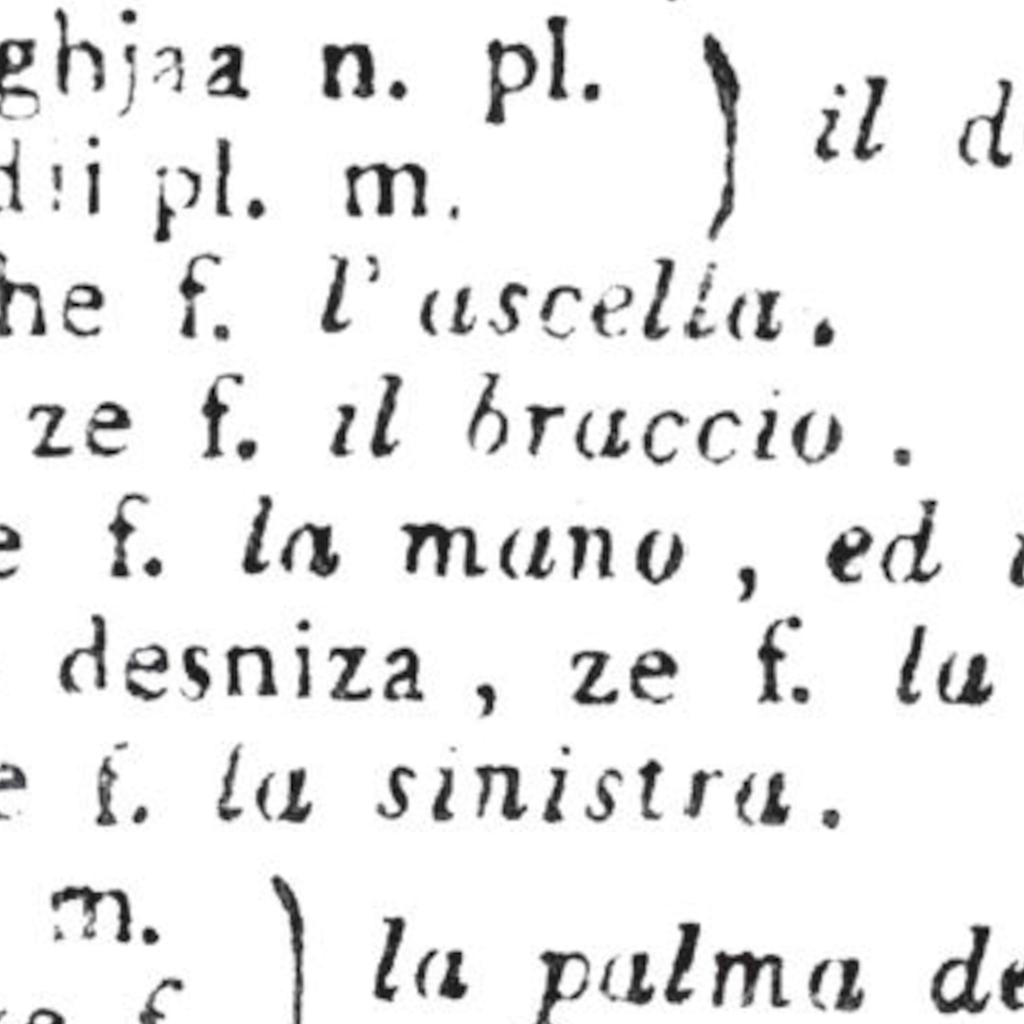 ghjaa n. pl.
dii pl. m. ) il d
he f. l'ascella.
ze f. il braccio .
e f. la mano , ed
desniza , ze f. la
e f. la sinistra.
m. ) la palma de
f